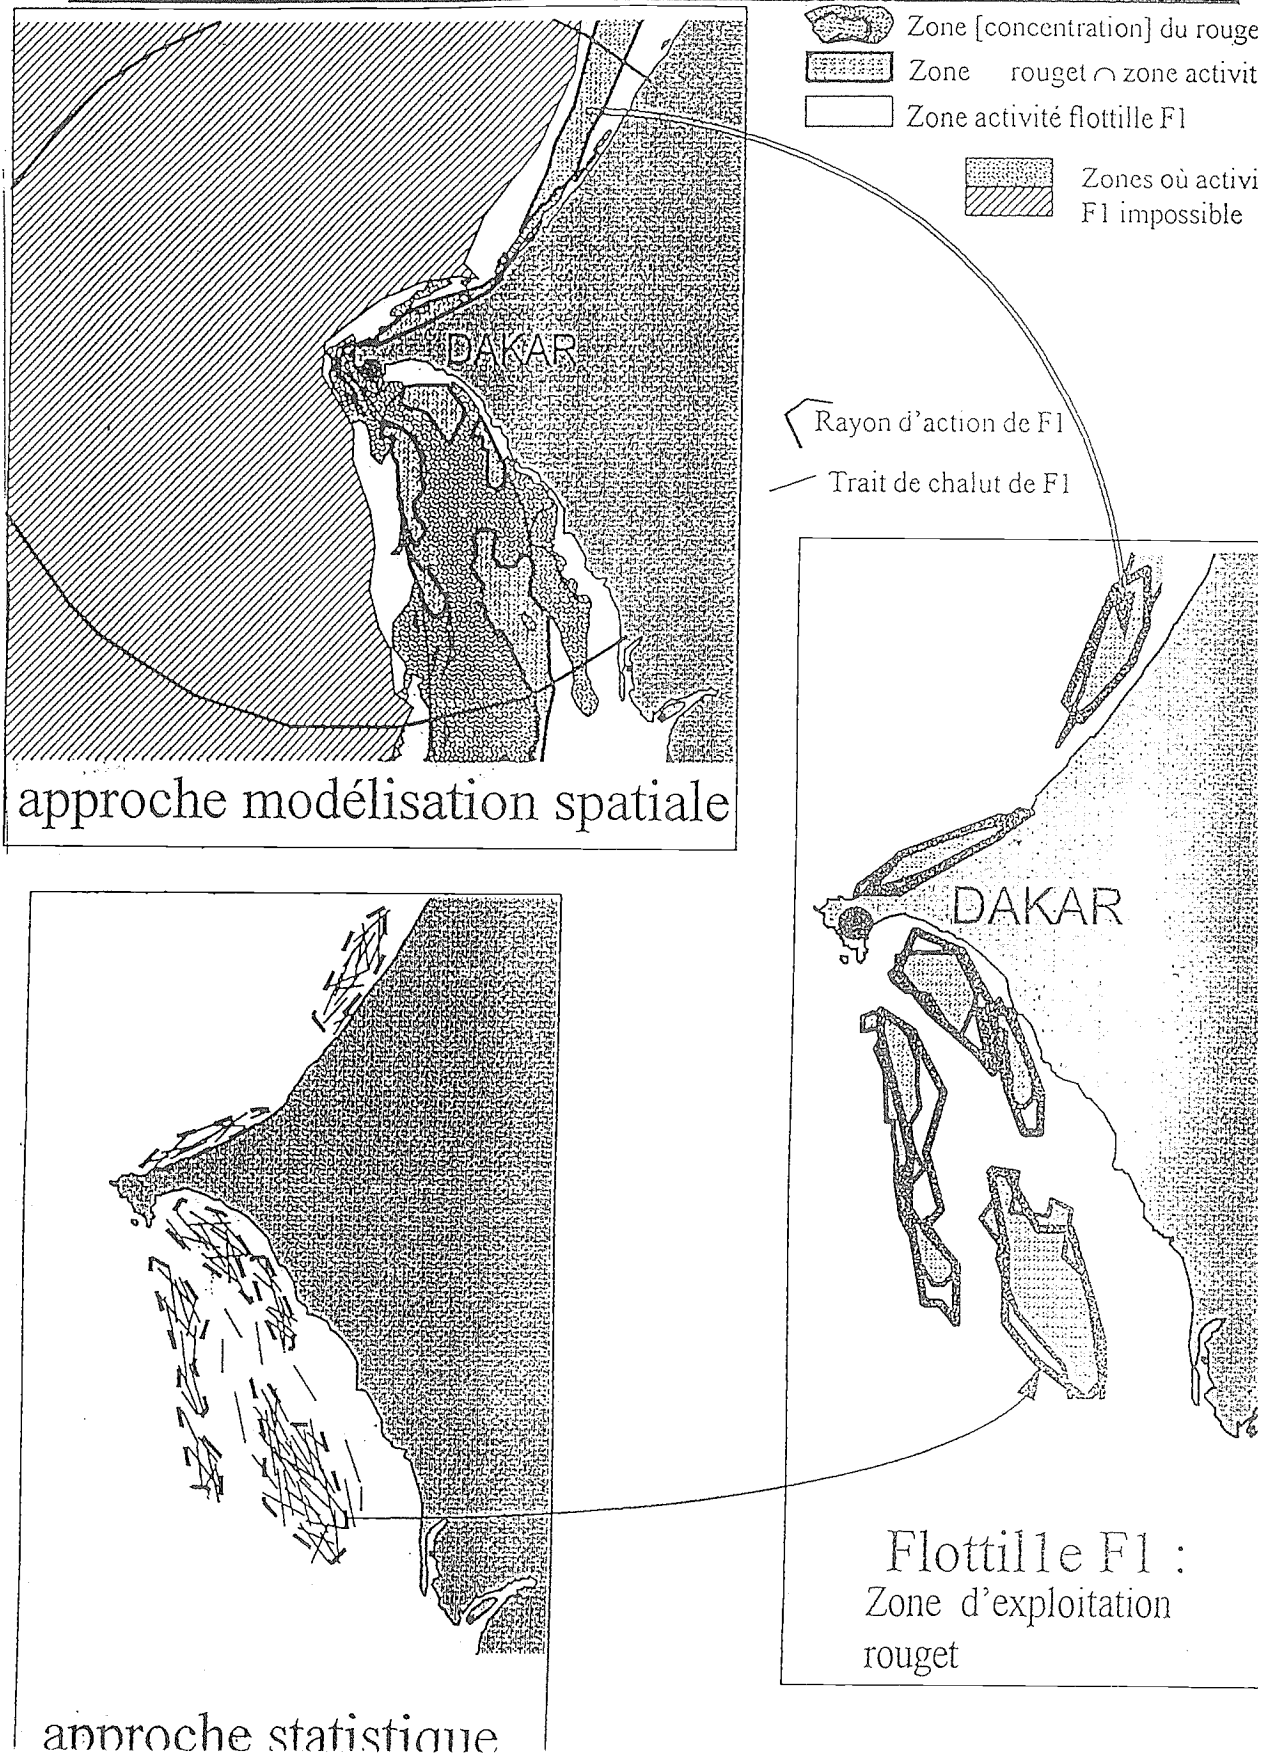 Zone [concentration] du rouge
Zone rouget ∩ zone activit
Zone activité flottille F1
Zones où activi
F1 impossible
DAKAR
Rayon d'action de F1
Trait de chalut de F1
approche modélisation spatiale
DAKAR
Flottille F1 :
Zone d'exploitation
rouget
approche statistique